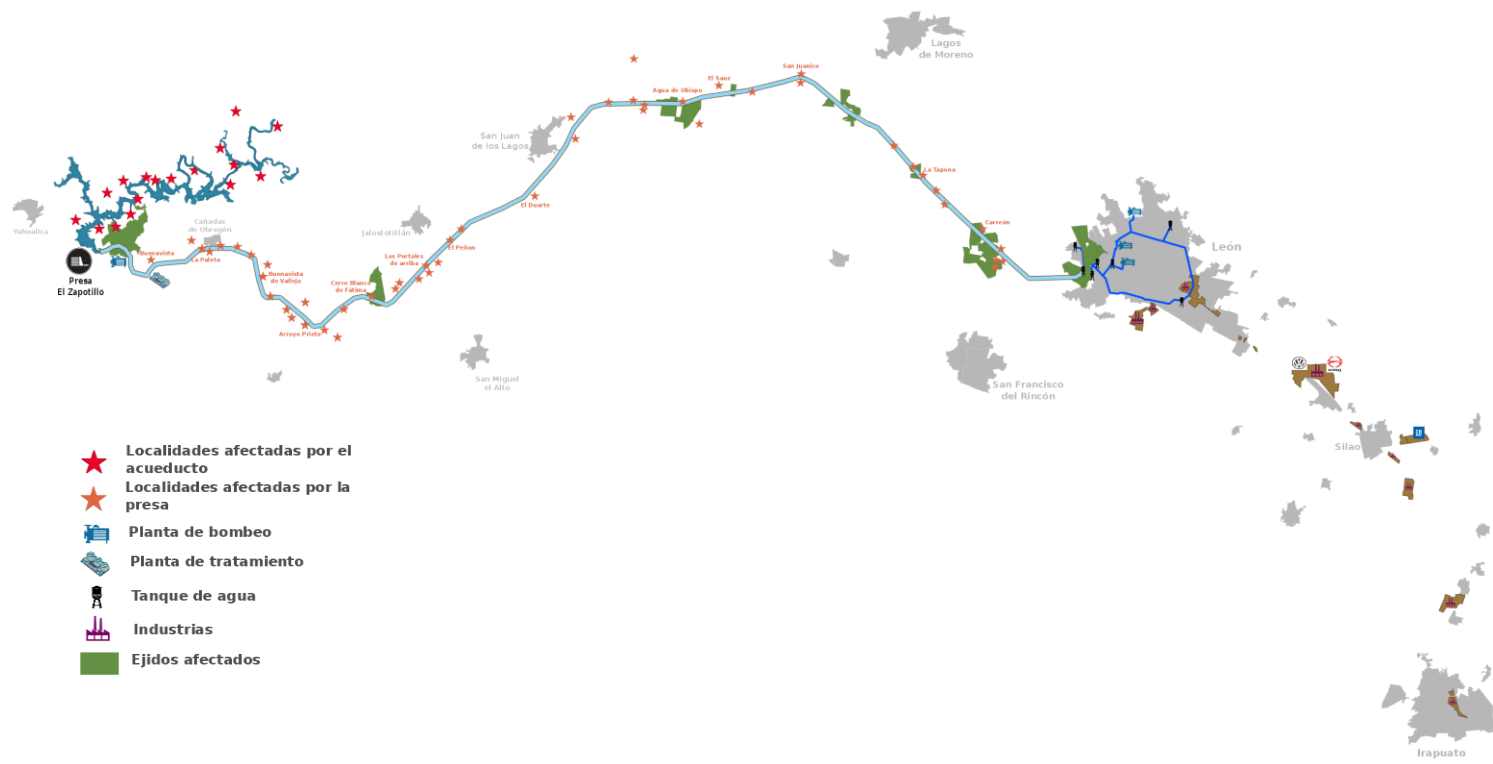 Lagos
de Moreno
San Juanico
El Sauz
Agua de Obispo
San Juan
de los Lagos
La Tapona
El Duarte
Yahualica
Cañadas
de Obregón
Jalostotitlán
Carreón
León
El Peñon
Buenavista
La Paleta
Los Portales
de arriba
Presa
El Zapotillo
Buenavista
de Vallejo
Cerro Blanco
de Fátima
Arroyo Prieto
San Miguel
el Alto
San Francisco
del Rincón
Silao
Localidades afectadas por el
acueducto
Localidades afectadas por la
presa
Planta de bombeo
Planta de tratamiento
Tanque de agua
Industrias
Ejidos afectados
Irapuato